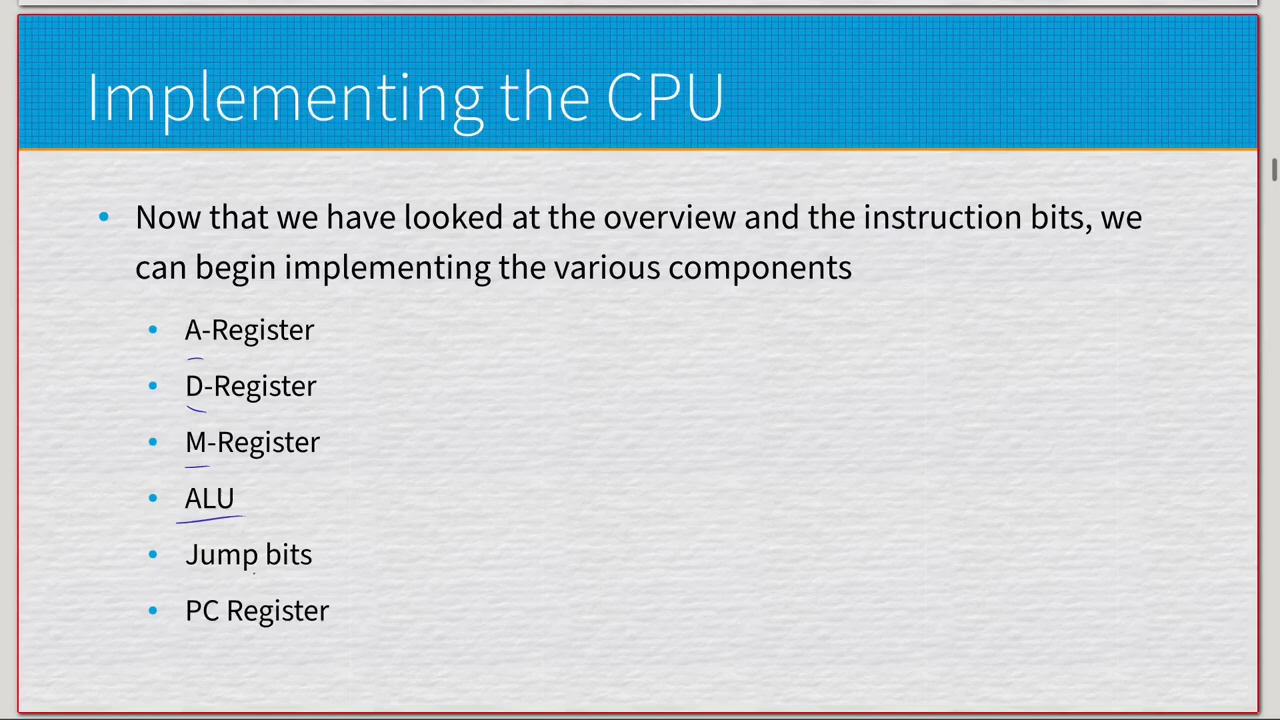 Implementing the CPU
• Now that we have looked at the overview and the instruction bits, we
can begin implementing the various components
• A-Register
• D-Register
• M-Register
• ALU
• Jump bits
• PC Register